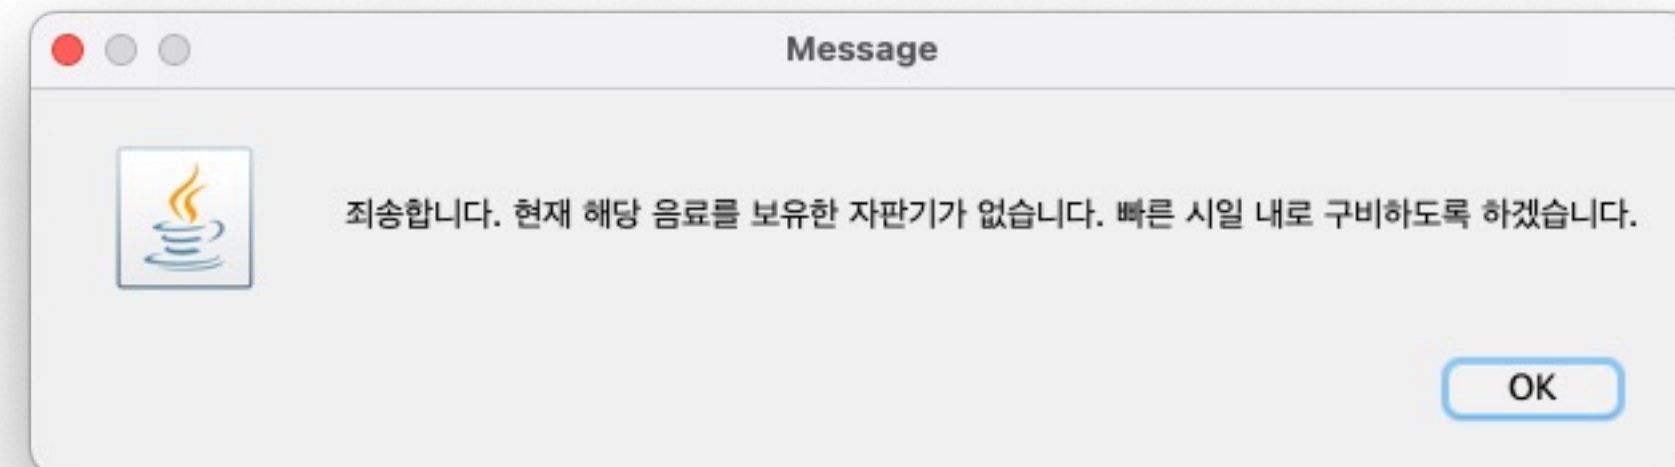 Message
죄송합니다. 현재 해당 음료를 보유한 자판기가 없습니다. 빠른 시일 내로 구비하도록 하겠습니다.
OK